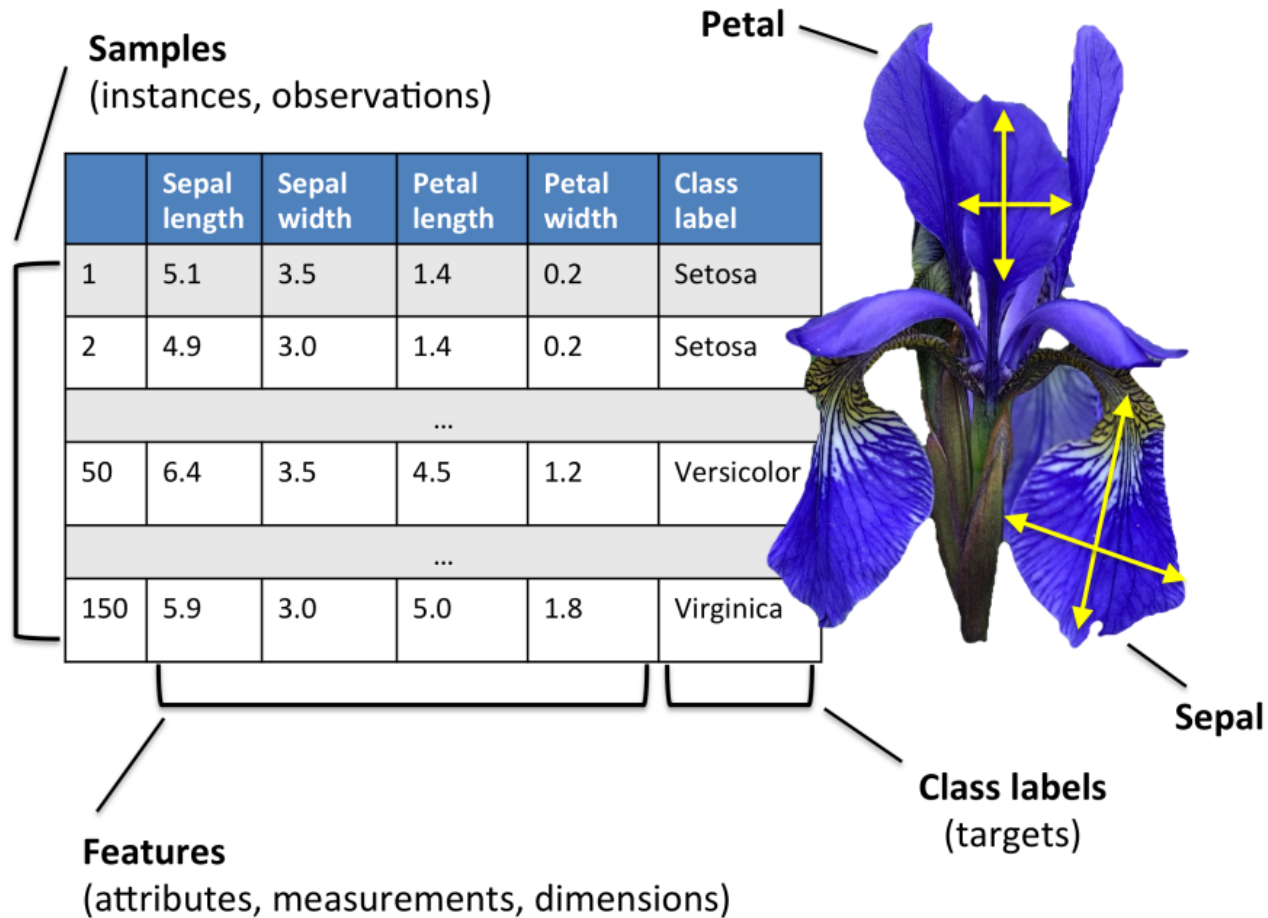 Samples
(instances, observations)
Petal
Sepal length Sepal width Petal length Petal width Class label
1 5.1 3.5 1.4 0.2 Setosa
2 4.9 3.0 1.4 0.2 Setosa
...
50 6.4 3.5 4.5 1.2 Versicolor
...
150 5.9 3.0 5.0 1.8 Virginica
Sepal
Class labels
(targets)
Features
(attributes, measurements, dimensions)